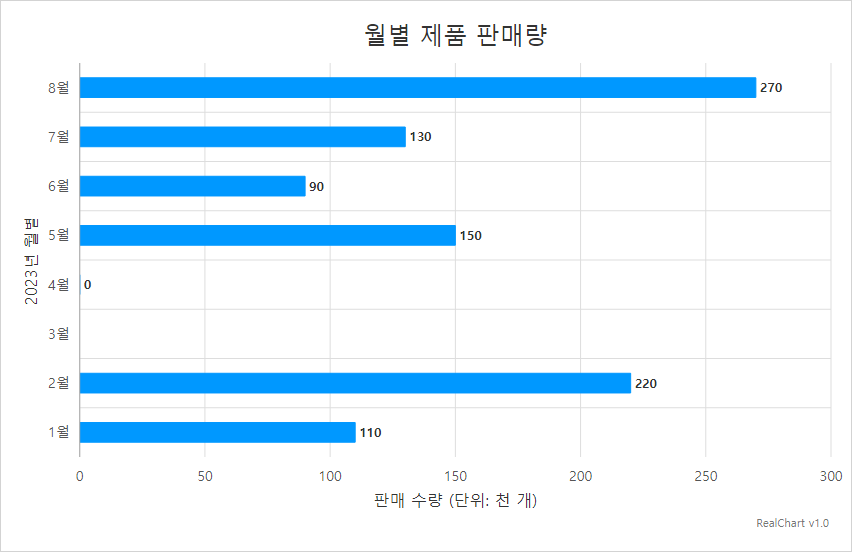 월별 제품 판매량
2023년 월별
8월 270
7월 130
6월 90
5월 150
4월 0
3월
2월 220
1월 110
0 50 100 150 200 250 300
판매 수량 (단위: 천 개)
RealChart v1.0